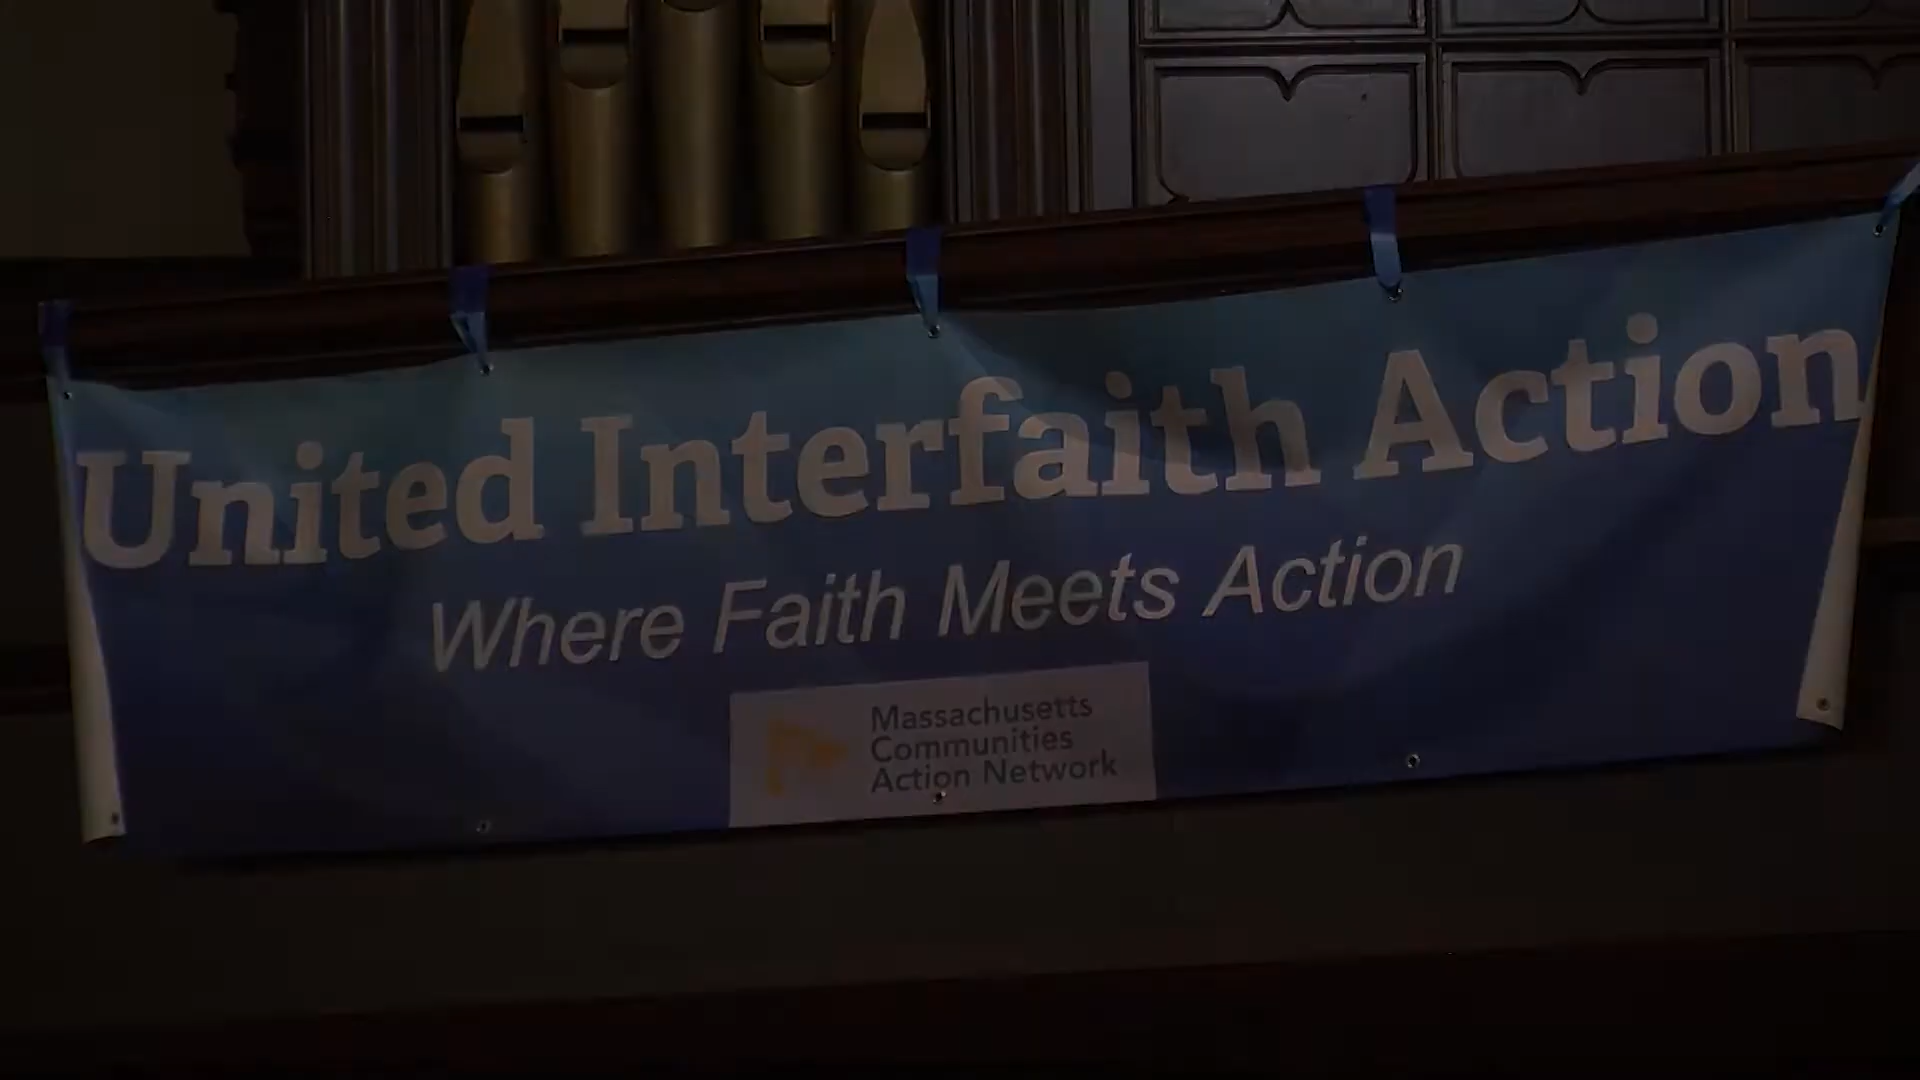 United Interfaith Action
Where Faith Meets Action
Massachusetts
Communities
Action Network